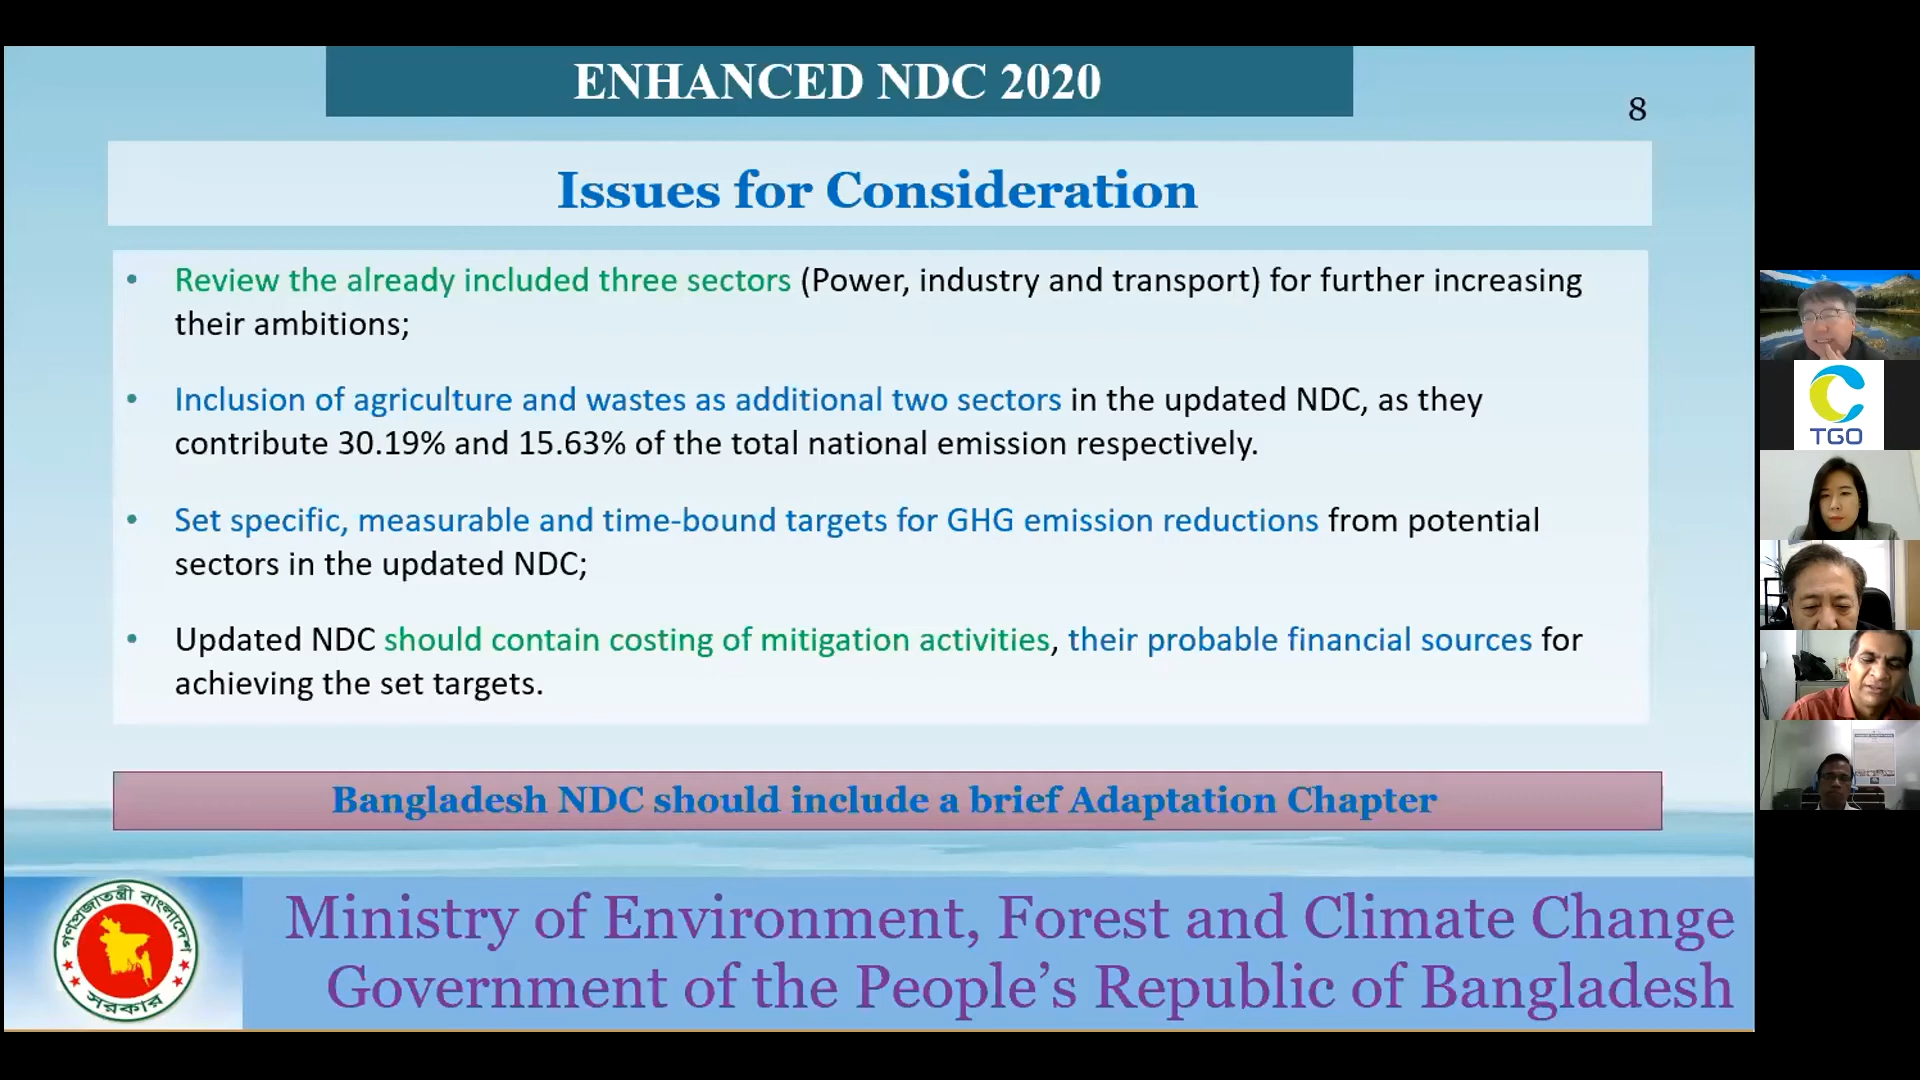 ENHANCED NDC 2020
8
Issues for Consideration
• Review the already included three sectors (Power, industry and transport) for further increasing
their ambitions;
• Inclusion of agriculture and wastes as additional two sectors in the updated NDC, as they
contribute 30.19% and 15.63% of the total national emission respectively.
• Set specific, measurable and time-bound targets for GHG emission reductions from potential
sectors in the updated NDC;
• Updated NDC should contain costing of mitigation activities, their probable financial sources for
achieving the set targets.
Bangladesh NDC should include a brief Adaptation Chapter
গণপ্রজাতন্ত্রী বাংলাদেশ
সরকার
Ministry of Environment, Forest and Climate Change
Government of the People’s Republic of Bangladesh
TGO